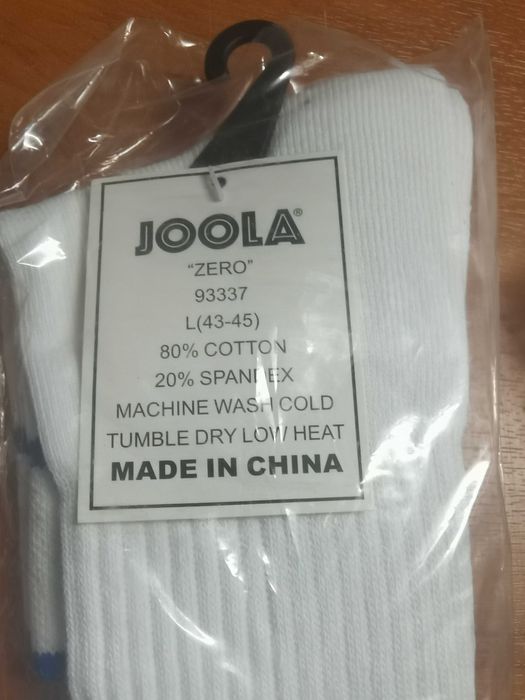 JOOLA®
"ZERO"
93337
L(43-45)
80% COTTON
20% SPANDEX
MACHINE WASH COLD
TUMBLE DRY LOW HEAT
MADE IN CHINA